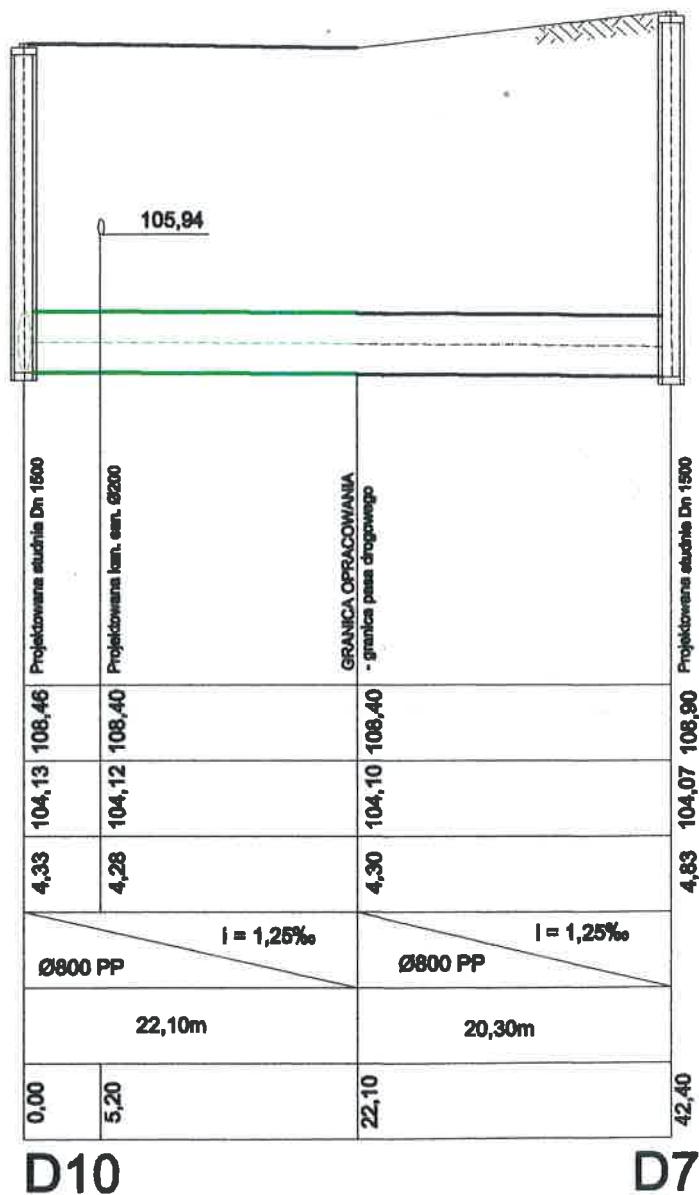 105,94
Projektowana studnia Dn 1500
Projektowana kan. san. Ø200
GRANICA OPRACOWANIA
- granica pasa drogowego
Projektowana studnia Dn 1500
108,46
108,40
108,40
108,90
104,13
104,12
104,10
104,07
4,33
4,28
4,30
4,83
Ø800 PP
i = 1,25‰
Ø800 PP
i = 1,25‰
22,10m
20,30m
0,00
5,20
22,10
42,40
D10
D7